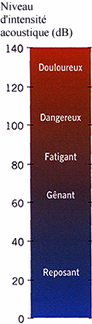 Niveau
d'intensité
acoustique (dB)
140
Douloureux
120
Dangereux
100
Fatigant
80
Gênant
60
40
Reposant
20
0